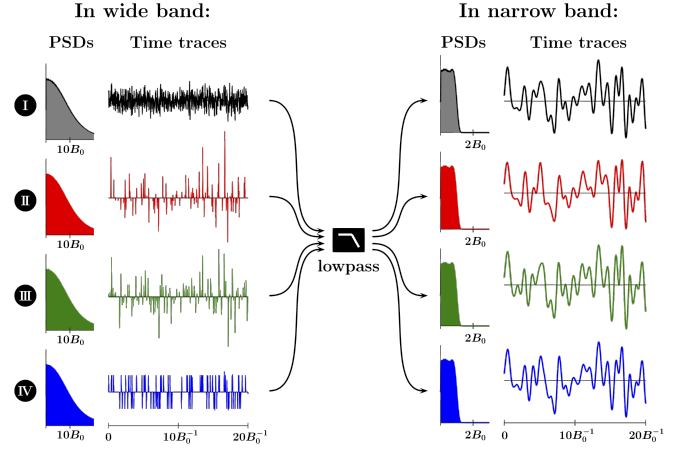 In wide band:
In narrow band:
PSDs Time traces
PSDs Time traces
I
10B₀
2B₀
II
10B₀
2B₀
lowpass
III
10B₀
2B₀
IV
10B₀ 0 10B₀⁻¹ 20B₀⁻¹
2B₀ 0 10B₀⁻¹ 20B₀⁻¹